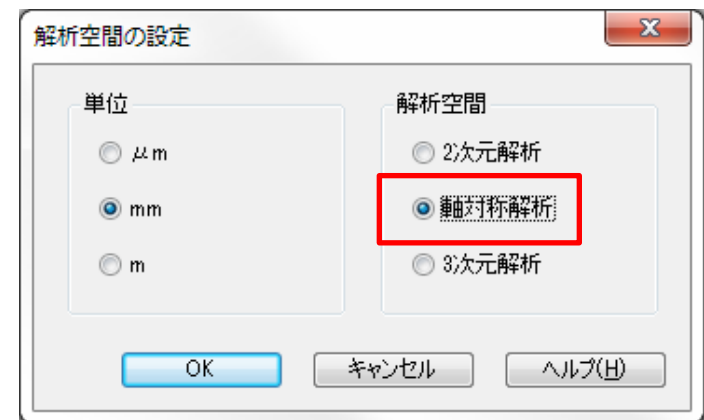 解析空間の設定
単位
μm
mm
m
解析空間
2次元解析
軸対称解析
3次元解析
OK
キャンセル
ヘルプ(H)